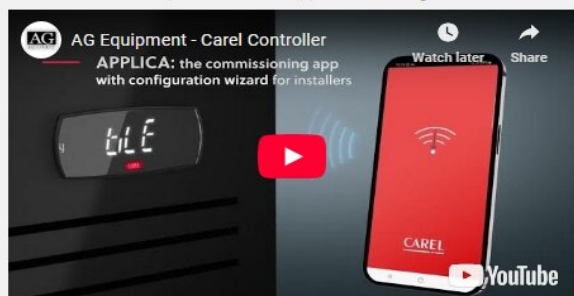 AG
AG Equipment - Carel Controller
Watch later
Share
APPLICA: the commissioning app
with configuration wizard for installers
CAREL
YouTube